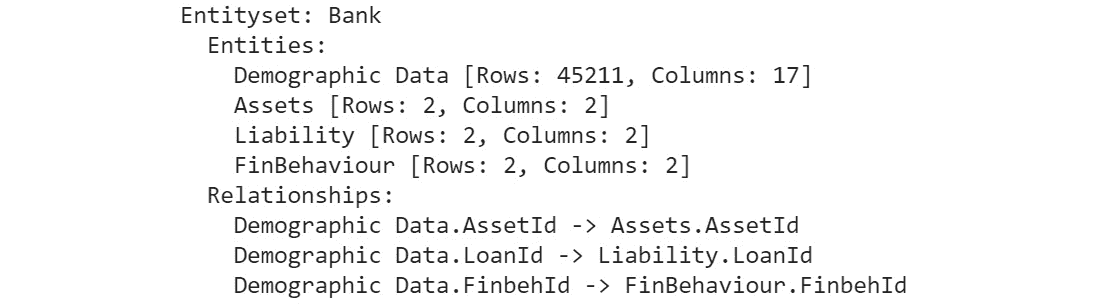 Entityset: Bank
Entities:
Demographic Data [Rows: 45211, Columns: 17]
Assets [Rows: 2, Columns: 2]
Liability [Rows: 2, Columns: 2]
FinBehaviour [Rows: 2, Columns: 2]
Relationships:
Demographic Data.AssetId -> Assets.AssetId
Demographic Data.LoanId -> Liability.LoanId
Demographic Data.FinbehId -> FinBehaviour.FinbehId